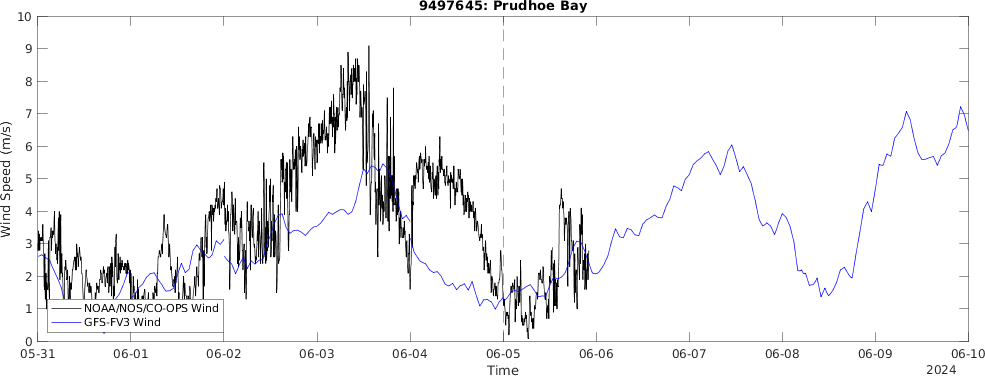 9497645: Prudhoe Bay
Wind Speed (m/s)
10
9
8
7
6
5
4
3
2
1
0
NOAA/NOS/CO-OPS Wind
GFS-FV3 Wind
05-31 06-01 06-02 06-03 06-04 06-05 06-06 06-07 06-08 06-09 06-10
Time
2024